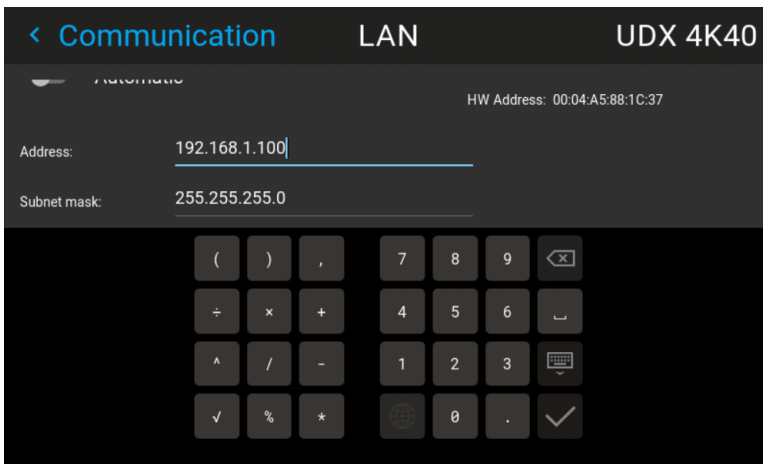 < Communication LAN UDX 4K40
Automatic
HW Address: 00:04:A5:88:1C:37
Address: 192.168.1.100
Subnet mask: 255.255.255.0
( ) , 7 8 9
÷ × + 4 5 6
^ / - 1 2 3
√ % * 0 .